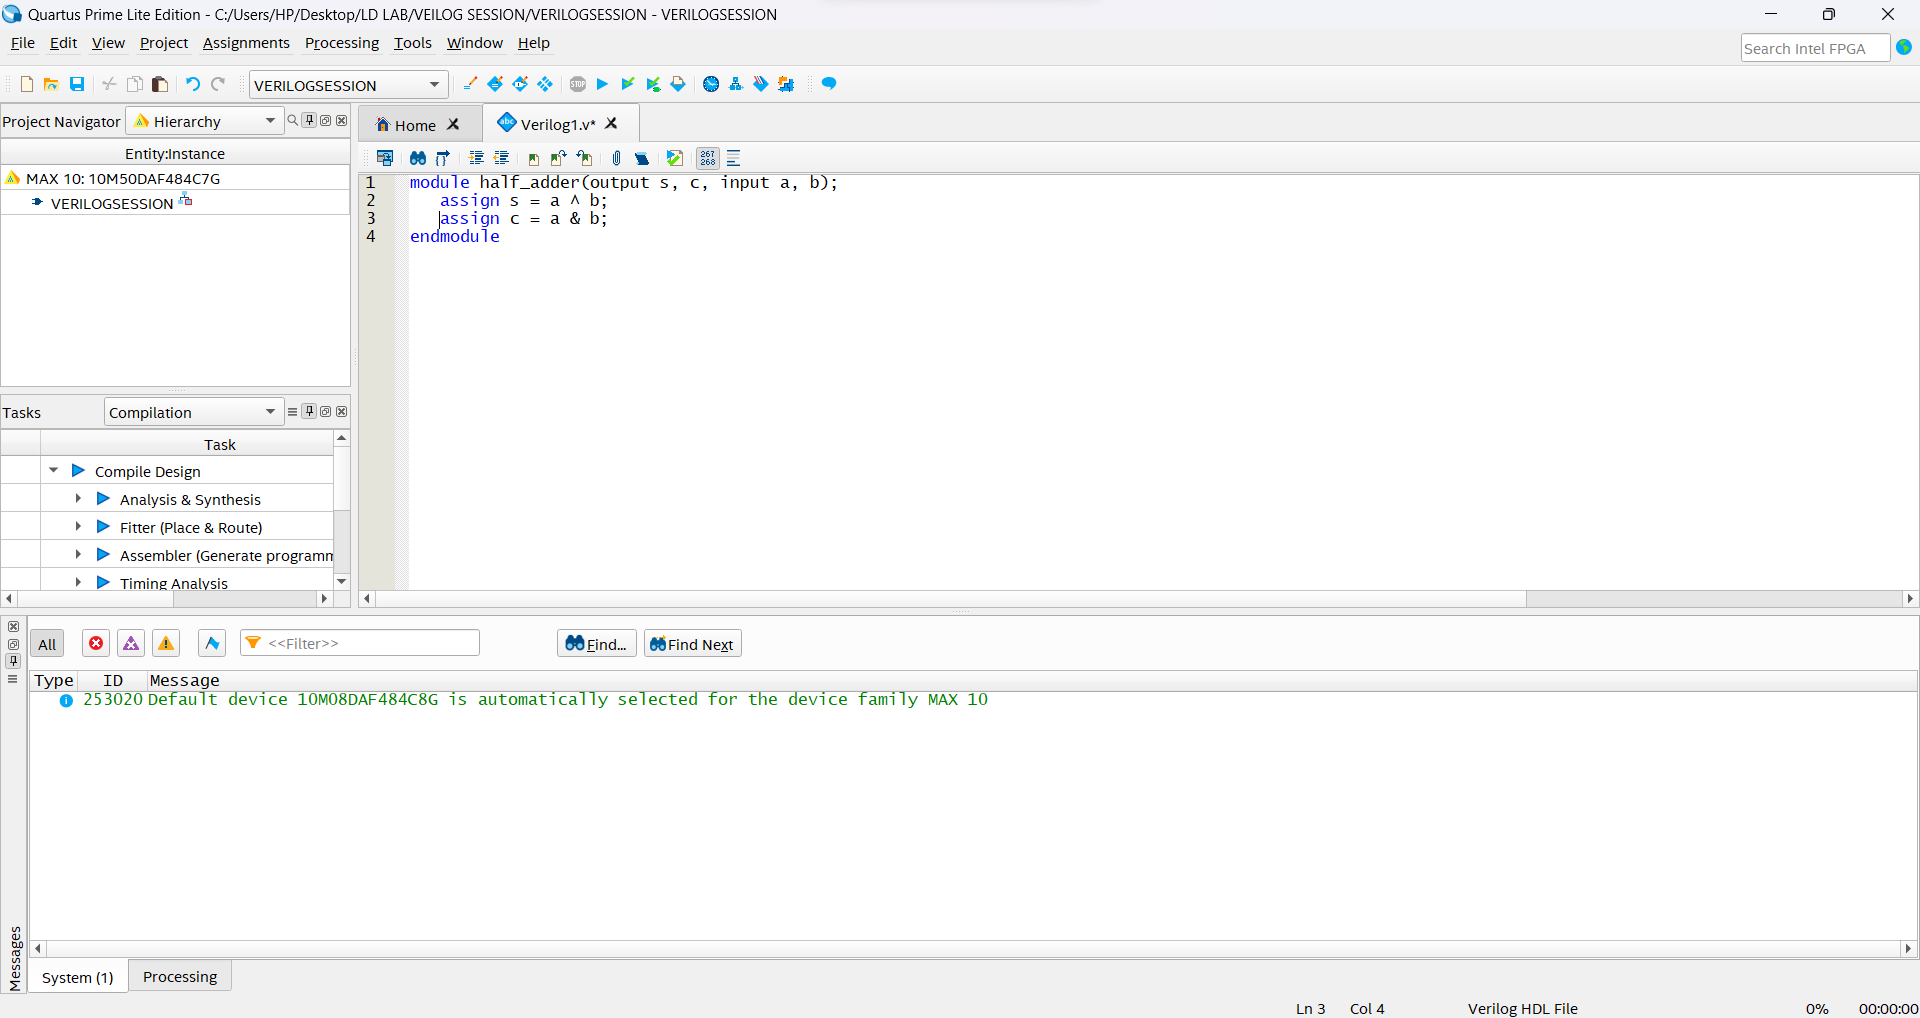 Quartus Prime Lite Edition - C:/Users/HP/Desktop/LD LAB/VEILOG SESSION/VERILOGSESSION - VERILOGSESSION
File Edit View Project Assignments Processing Tools Window Help
Search Intel FPGA
VERILOGSESSION
STOP
Project Navigator Hierarchy
Entity:Instance
MAX 10: 10M50DAF484C7G
VERILOGSESSION
Home
abc Verilog1.v*
267
268
1 module half_adder(output s, c, input a, b);
2 assign s = a ^ b;
3 assign c = a & b;
4 endmodule
Tasks Compilation
Task
Compile Design
Analysis & Synthesis
Fitter (Place & Route)
Assembler (Generate programm
Timing Analysis
All <<Filter>> Find... Find Next
Type ID Message
253020 Default device 10M08DAF484C8G is automatically selected for the device family MAX 10
Messages
System (1) Processing
Ln 3 Col 4 Verilog HDL File 0% 00:00:00